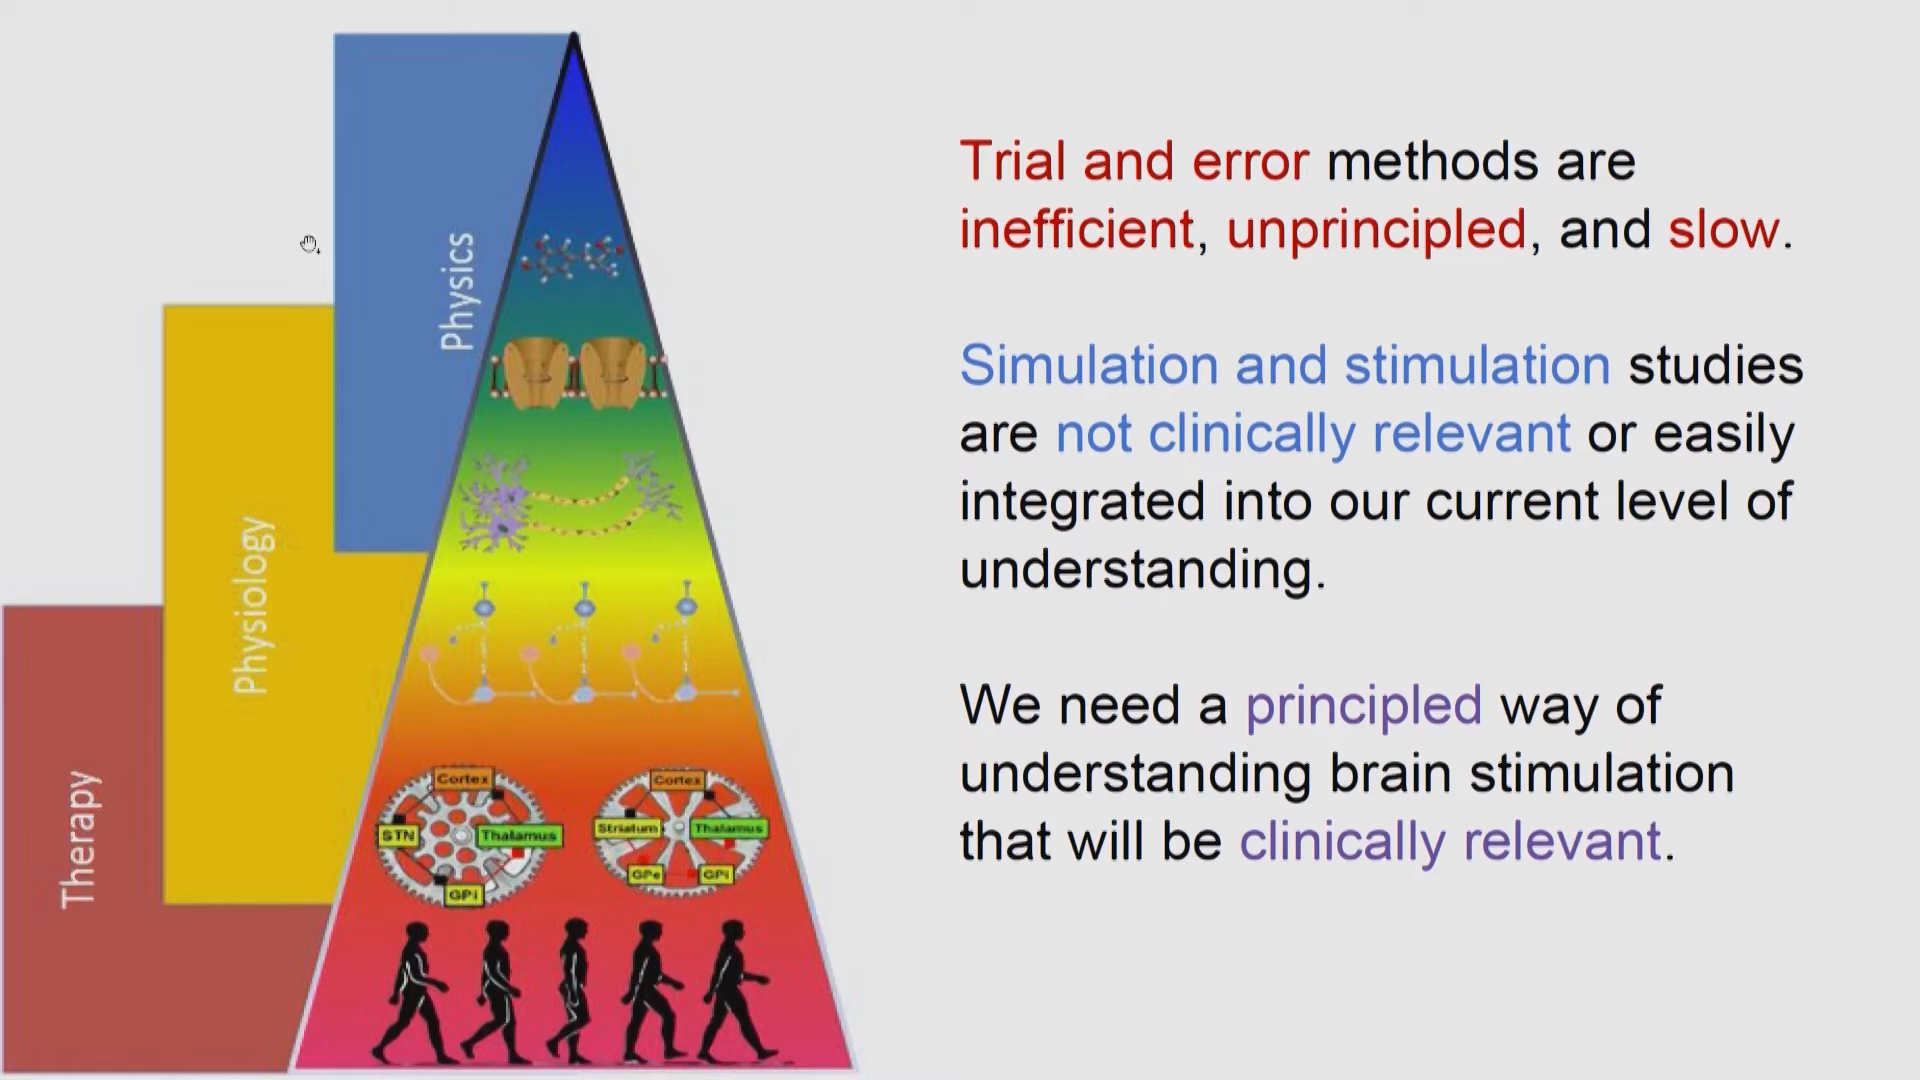 Physics
Physiology
Therapy
Cortex
STN
Thalamus
GPi
Cortex
Striatum
Thalamus
GPe
GPi
Trial and error methods are
inefficient, unprincipled, and slow.
Simulation and stimulation studies
are not clinically relevant or easily
integrated into our current level of
understanding.
We need a principled way of
understanding brain stimulation
that will be clinically relevant.